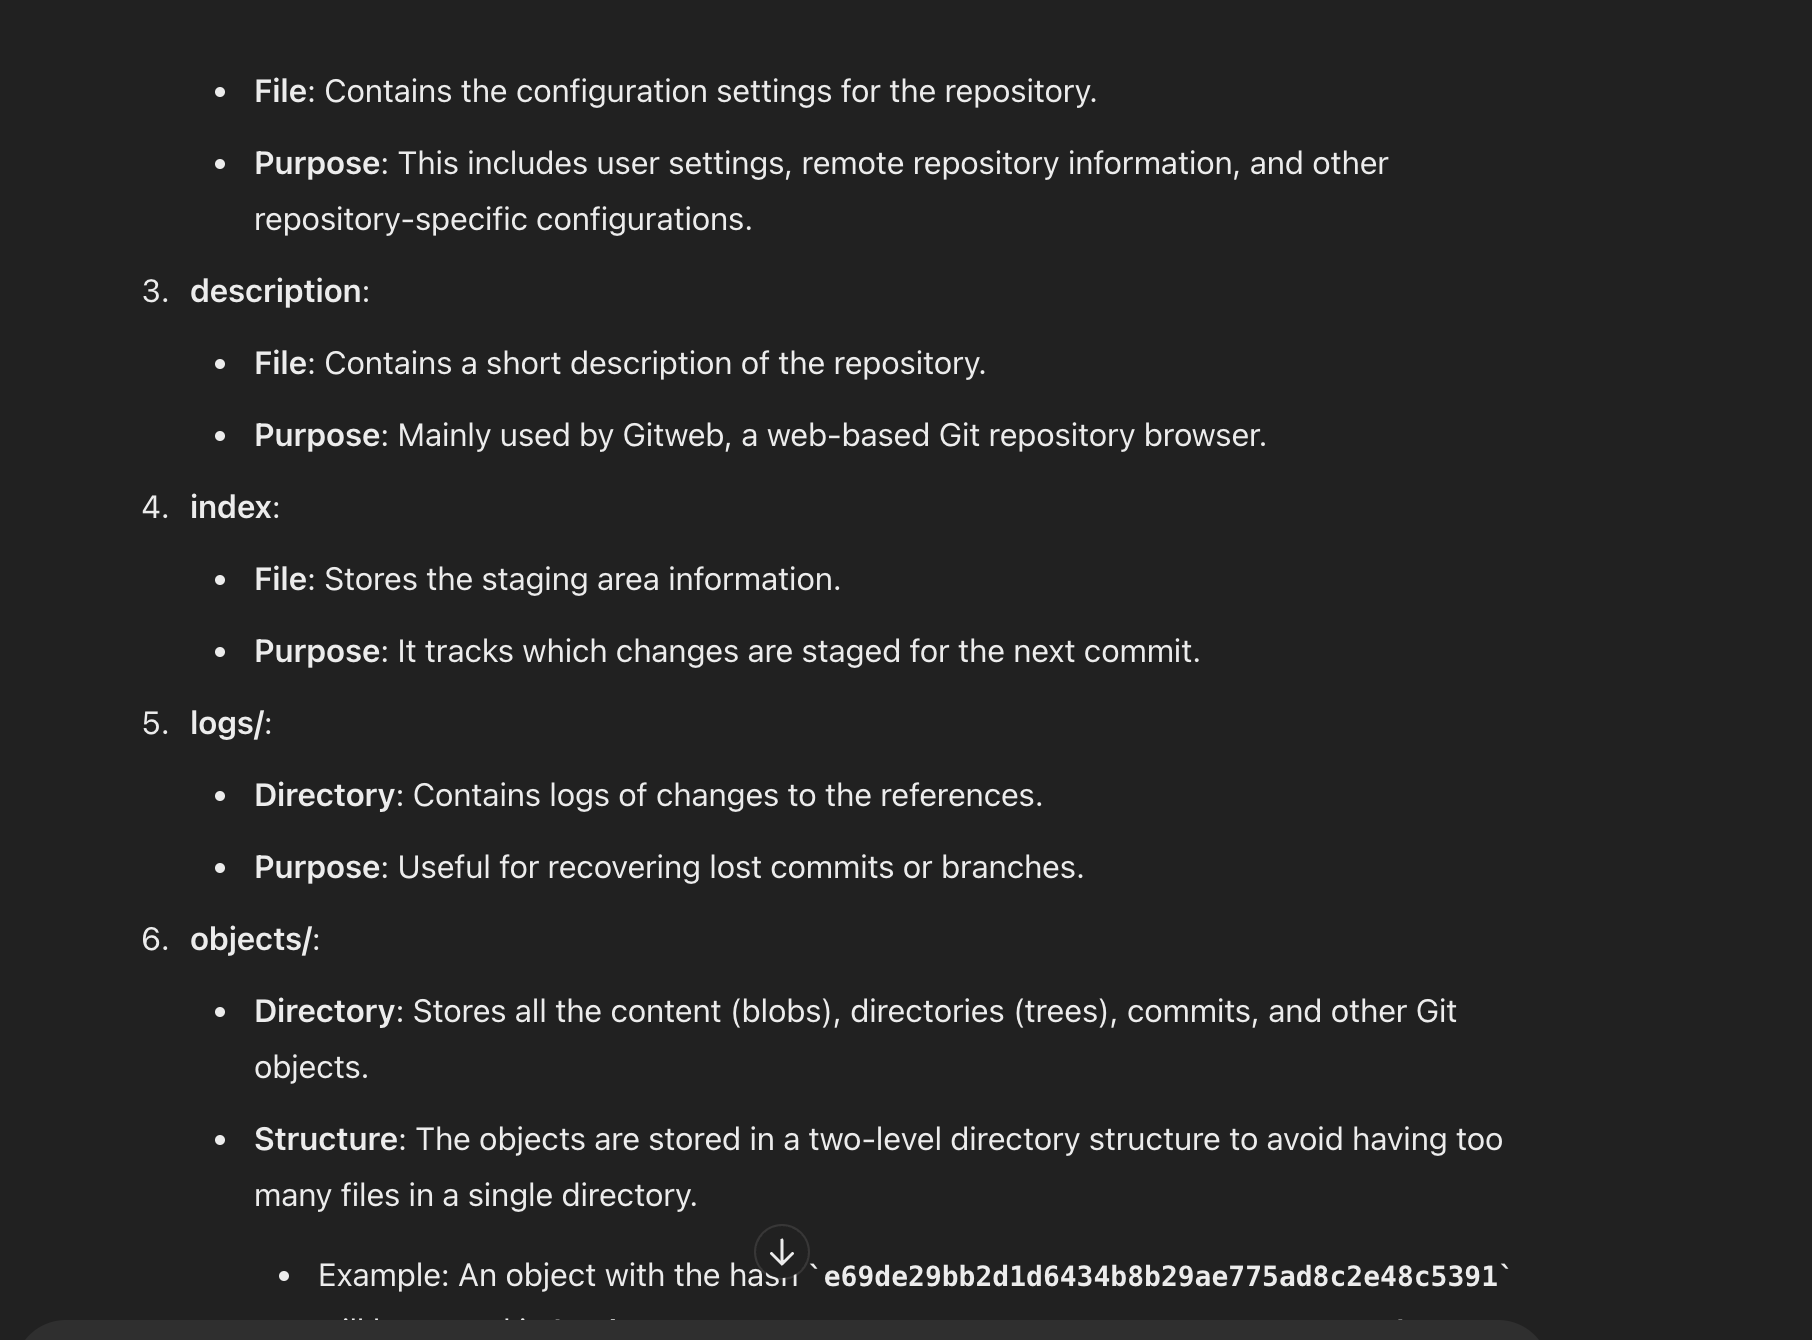 • File: Contains the configuration settings for the repository.
• Purpose: This includes user settings, remote repository information, and other
repository-specific configurations.
3. description:
• File: Contains a short description of the repository.
• Purpose: Mainly used by Gitweb, a web-based Git repository browser.
4. index:
• File: Stores the staging area information.
• Purpose: It tracks which changes are staged for the next commit.
5. logs/:
• Directory: Contains logs of changes to the references.
• Purpose: Useful for recovering lost commits or branches.
6. objects/:
• Directory: Stores all the content (blobs), directories (trees), commits, and other Git
objects.
• Structure: The objects are stored in a two-level directory structure to avoid having too
many files in a single directory.
• Example: An object with the hash `e69de29bb2d1d6434b8b29ae775ad8c2e48c5391`